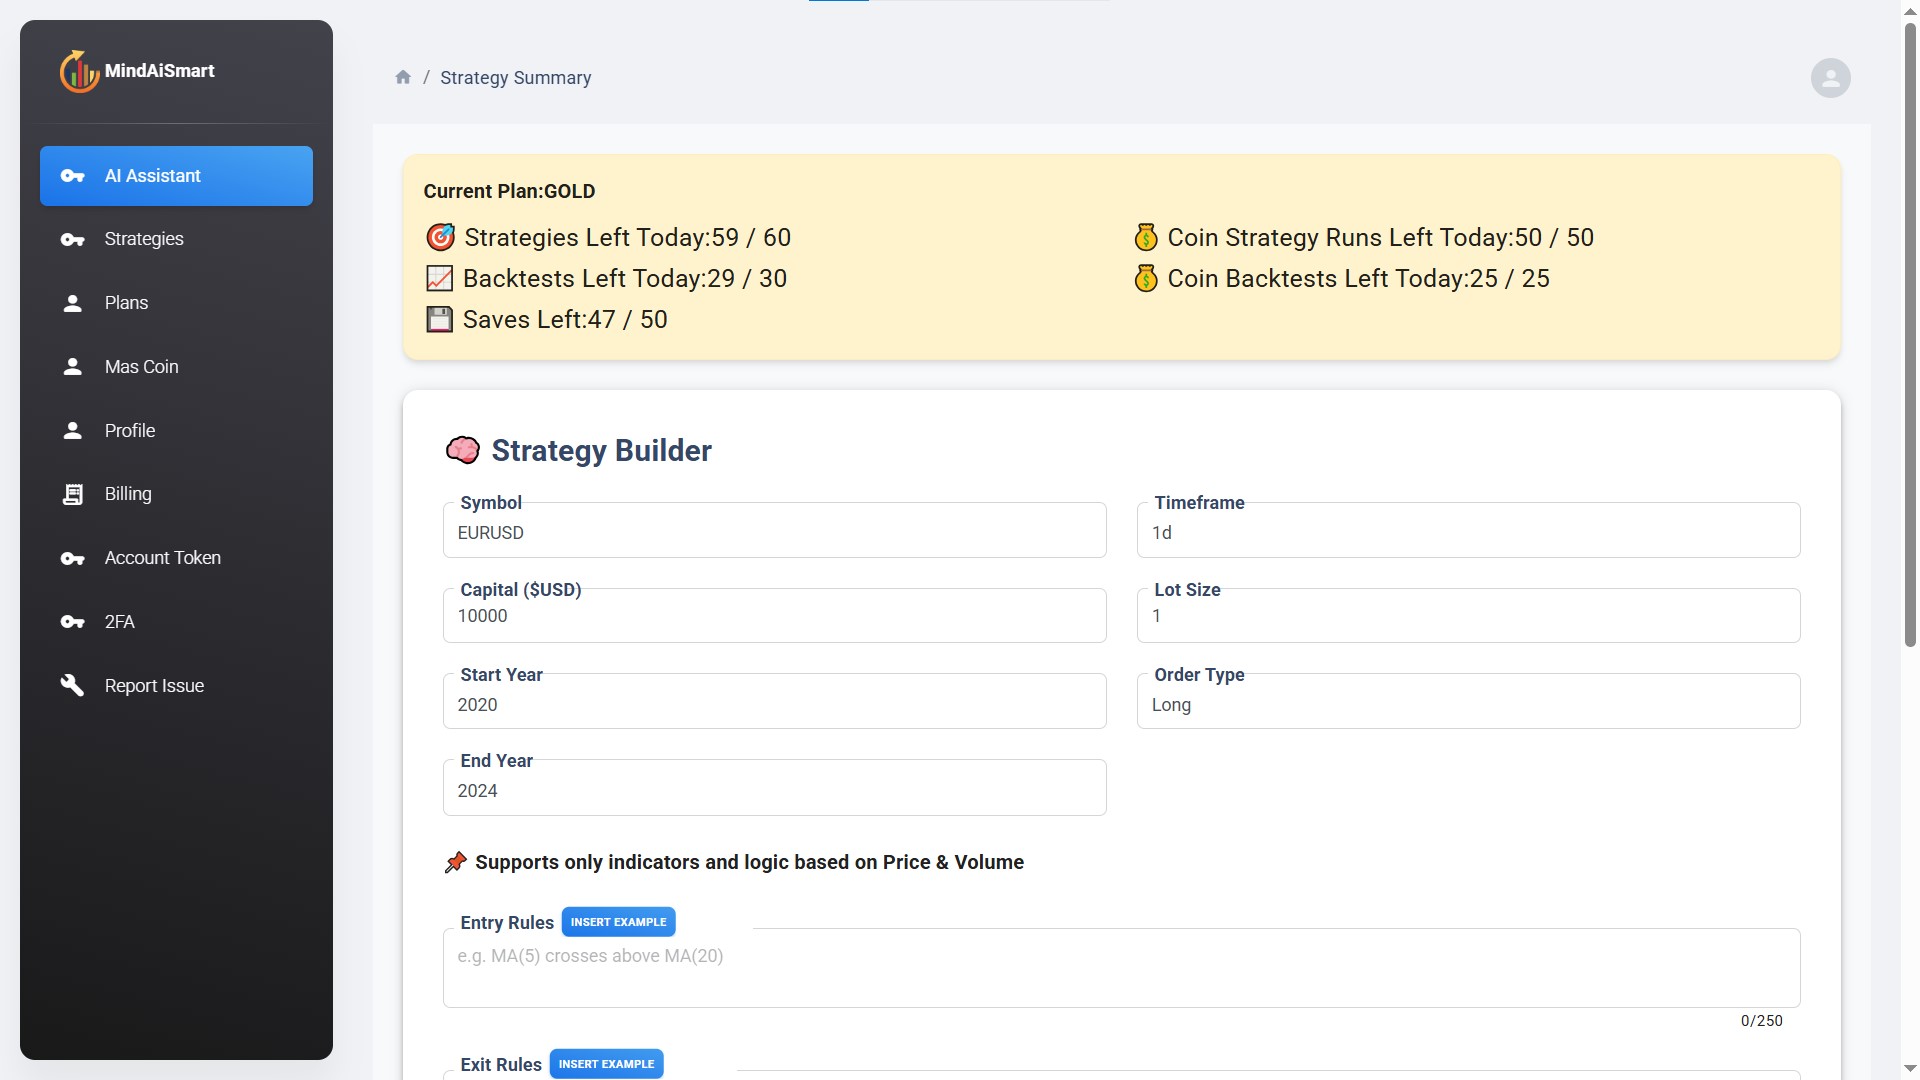 MindAiSmart
AI Assistant
Strategies
Plans
Mas Coin
Profile
Billing
Account Token
2FA
Report Issue
/ Strategy Summary
Current Plan:GOLD
Strategies Left Today:59 / 60
Coin Strategy Runs Left Today:50 / 50
Backtests Left Today:29 / 30
Coin Backtests Left Today:25 / 25
Saves Left:47 / 50
Strategy Builder
Symbol
EURUSD
Timeframe
1d
Capital ($USD)
10000
Lot Size
1
Start Year
2020
Order Type
Long
End Year
2024
Supports only indicators and logic based on Price & Volume
Entry Rules INSERT EXAMPLE
e.g. MA(5) crosses above MA(20)
0/250
Exit Rules INSERT EXAMPLE